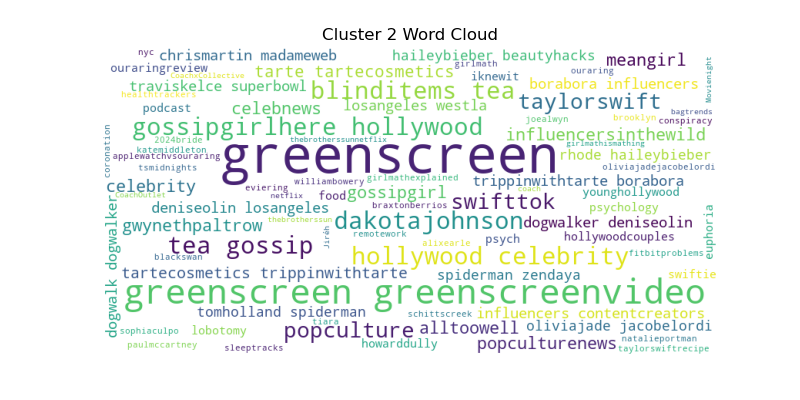 Cluster 2 Word Cloud
nyc chrismartin madameweb haileybieber beautyhacks meangirl
ouraringreview tarte tartecosmetics girlmath iknewit ouraring Movienight
CoachxCollective healthtrackers traviskelce superbowl blinditems tea borabora influencers
podcast celebnews losangeles westla taylorswift joealwyn brooklyn bagtrends conspiracy
coronation 2024bride gossipgirlhere hollywood influencersinthewild
katemiddleton thebrotherssunnetflix girlmathismathing
applewatchvsouraring greenscreen rhode haileybieber
tsmidnights girlmathexplained oliviajadejacobelordi
celebrity eviering williambowery trippinwithtarte borabora younghollywood
CoachOutlet netflix food gossipgirl coach swifttok
deniseolin losangeles braxtonberrios psychology
dogwalk dogwalker gwynethpaltrow thebrotherssun dakotajohnson dogwalker deniseolin euphoria
tea gossip Jireh remotework psych hollywoodcouples
blackswan alixearle hollywood celebrity fitbitproblems
tartecosmetics trippinwithtarte spiderman zendaya swiftie
greenscreen greenscreenvideo
tomholland spiderman schittscreek influencers contentcreators
sophiaculpo lobotomy tiara popculture alltoowell oliviajade jacobelordi
paulmccartney sleeptracks howarddully popculturenews natalieportman
taylorswiftrecipe